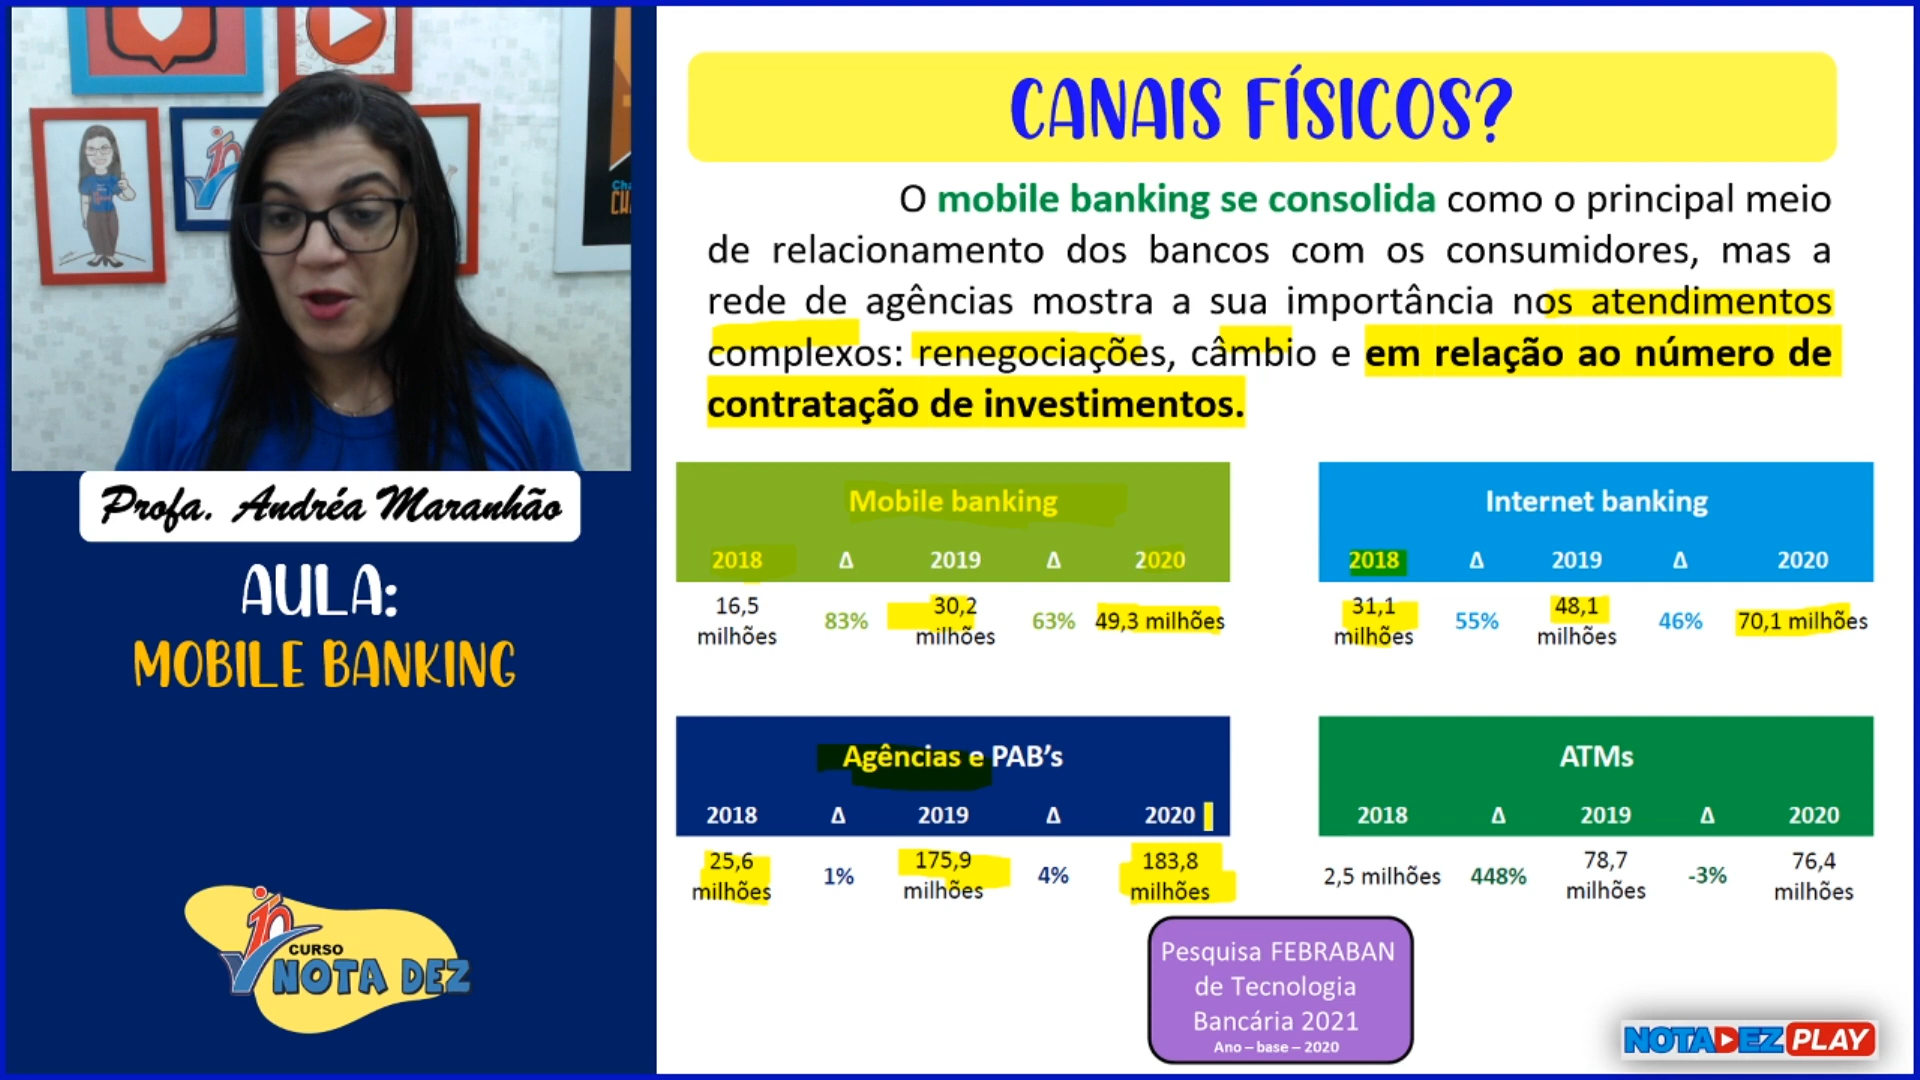 CANAIS FÍSICOS?
O mobile banking se consolida como o principal meio
de relacionamento dos bancos com os consumidores, mas a
rede de agências mostra a sua importância nos atendimentos
complexos: renegociações, câmbio e em relação ao número de
contratação de investimentos.
Profa. Andréa Maranhão
AULA:
MOBILE BANKING
CURSO
NOTA DEZ
Mobile banking
2018 Δ 2019 Δ 2020
16,5 milhões 83% 30,2 milhões 63% 49,3 milhões
Internet banking
2018 Δ 2019 Δ 2020
31,1 milhões 55% 48,1 milhões 46% 70,1 milhões
Agências e PAB's
2018 Δ 2019 Δ 2020
25,6 milhões 1% 175,9 milhões 4% 183,8 milhões
ATMs
2018 Δ 2019 Δ 2020
2,5 milhões 448% 78,7 milhões -3% 76,4 milhões
Pesquisa FEBRABAN
de Tecnologia
Bancária 2021
Ano – base – 2020
NOTADEZ PLAY